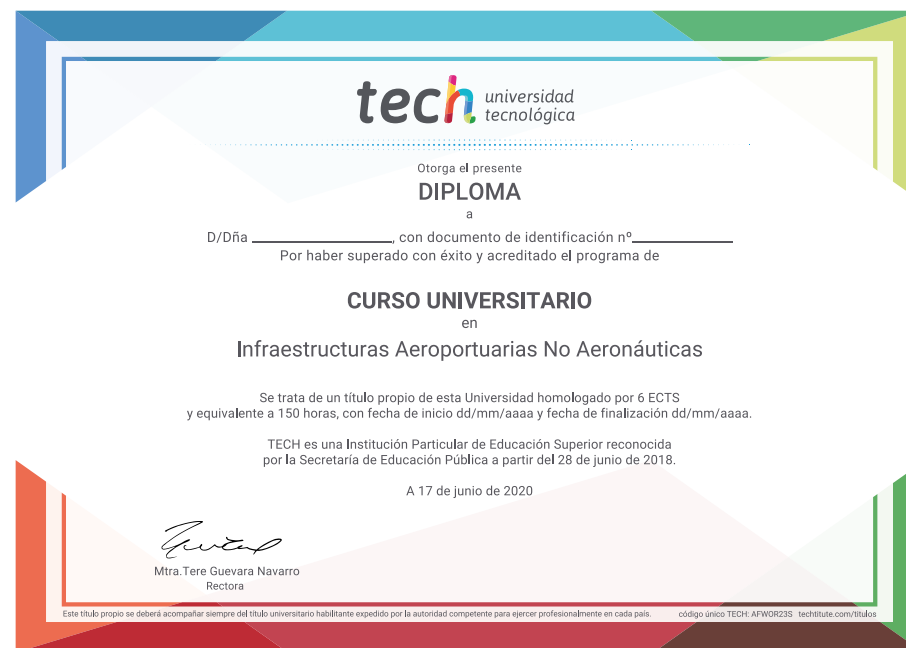 tech universidad
tecnológica
Otorga el presente
DIPLOMA
a
D/Dña ____________________, con documento de identificación nº______________
Por haber superado con éxito y acreditado el programa de
CURSO UNIVERSITARIO
en
Infraestructuras Aeroportuarias No Aeronáuticas
Se trata de un título propio de esta Universidad homologado por 6 ECTS
y equivalente a 150 horas, con fecha de inicio dd/mm/aaaa y fecha de finalización dd/mm/aaaa.
TECH es una Institución Particular de Educación Superior reconocida
por la Secretaría de Educación Pública a partir del 28 de junio de 2018.
A 17 de junio de 2020
Mtra.Tere Guevara Navarro
Rectora
Este título propio se deberá acompañar siempre del título universitario habilitante expedido por la autoridad competente para ejercer profesionalmente en cada país. código único TECH: AFWOR23S techtitute.com/titulos